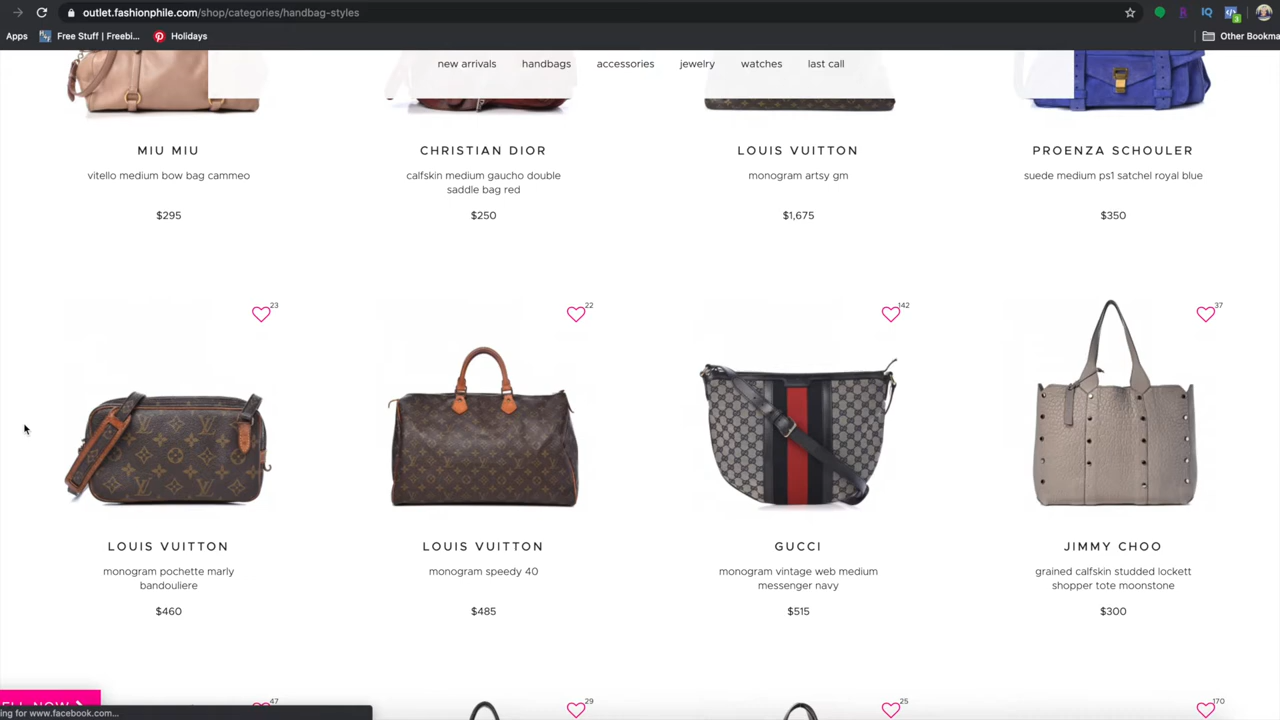 outlet.fashionphile.com/shop/categories/handbag-styles
3
Apps Free Stuff | Freebi... Holidays Other Bookma
new arrivals handbags accessories jewelry watches last call
MIU MIU CHRISTIAN DIOR LOUIS VUITTON PROENZA SCHOULER
vitello medium bow bag cammeo calfskin medium gaucho double monogram artsy gm suede medium ps1 satchel royal blue
saddle bag red
$295 $250 $1,675 $350
23 22 142 37
LOUIS VUITTON LOUIS VUITTON GUCCI JIMMY CHOO
monogram pochette marly monogram speedy 40 monogram vintage web medium grained calfskin studded lockett
bandouliere messenger navy shopper tote moonstone
$460 $485 $515 $300
47 29 25 170
ELL NOW
ing for www.facebook.com...